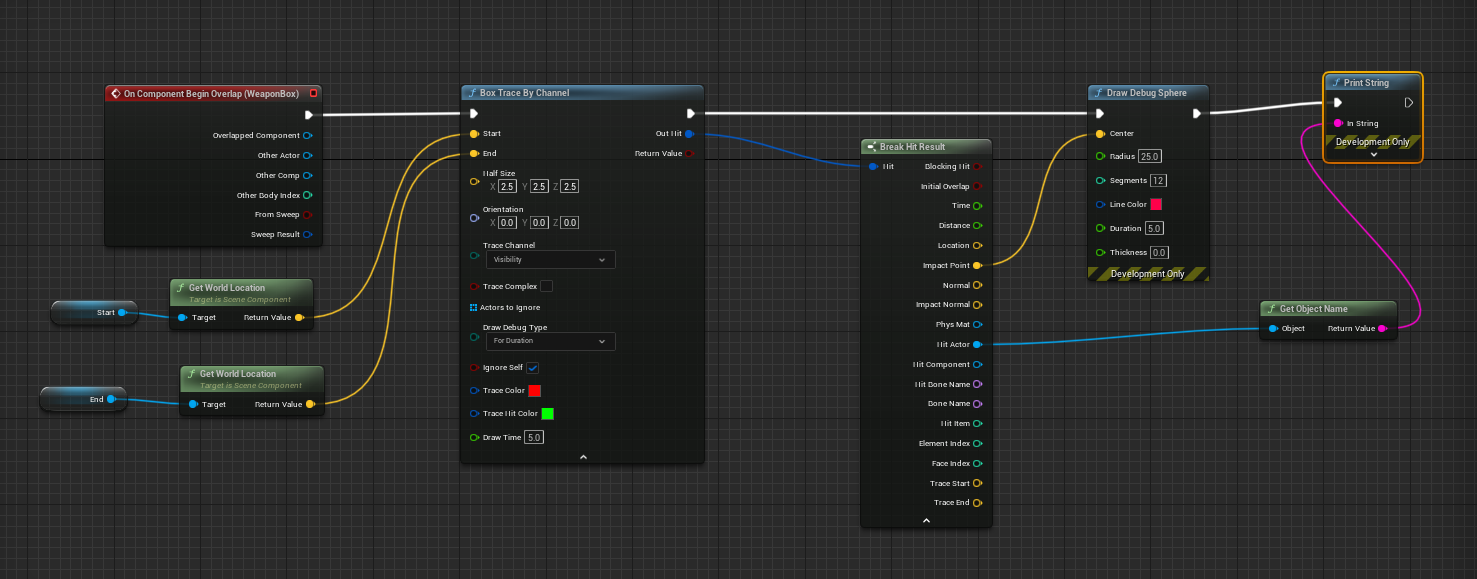 On Component Begin Overlap (WeaponBox)
Overlapped Component
Other Actor
Other Comp
Other Body Index
From Sweep
Sweep Result
Start
Get World Location
Target is Scene Component
Target
Return Value
End
Get World Location
Target is Scene Component
Target
Return Value
Box Trace By Channel
Start
Out Hit
End
Return Value
Half Size
X 2.5 Y 2.5 Z 2.5
Orientation
X 0.0 Y 0.0 Z 0.0
Trace Channel
Visibility
Trace Complex
Actors to Ignore
Draw Debug Type
For Duration
Ignore Self
Trace Color
Trace Hit Color
Draw Time 5.0
Break Hit Result
Hit
Blocking Hit
Initial Overlap
Time
Distance
Location
Impact Point
Normal
Impact Normal
Phys Mat
Hit Actor
Hit Component
Hit Bone Name
Bone Name
Hit Item
Element Index
Face Index
Trace Start
Trace End
Draw Debug Sphere
Center
Radius 25.0
Segments 12
Line Color
Duration 5.0
Thickness 0.0
Development Only
Get Object Name
Object
Return Value
Print String
In String
Development Only